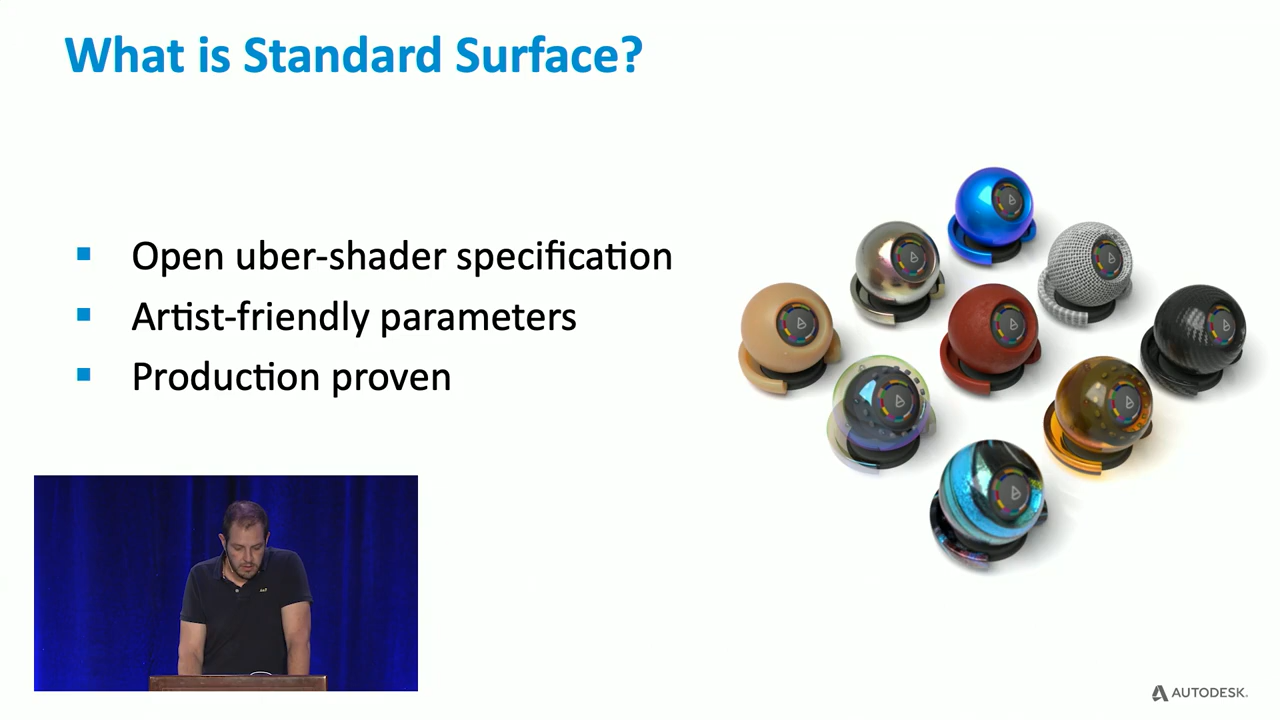 What is Standard Surface?
Open uber-shader specification
Artist-friendly parameters
Production proven
AUTODESK.